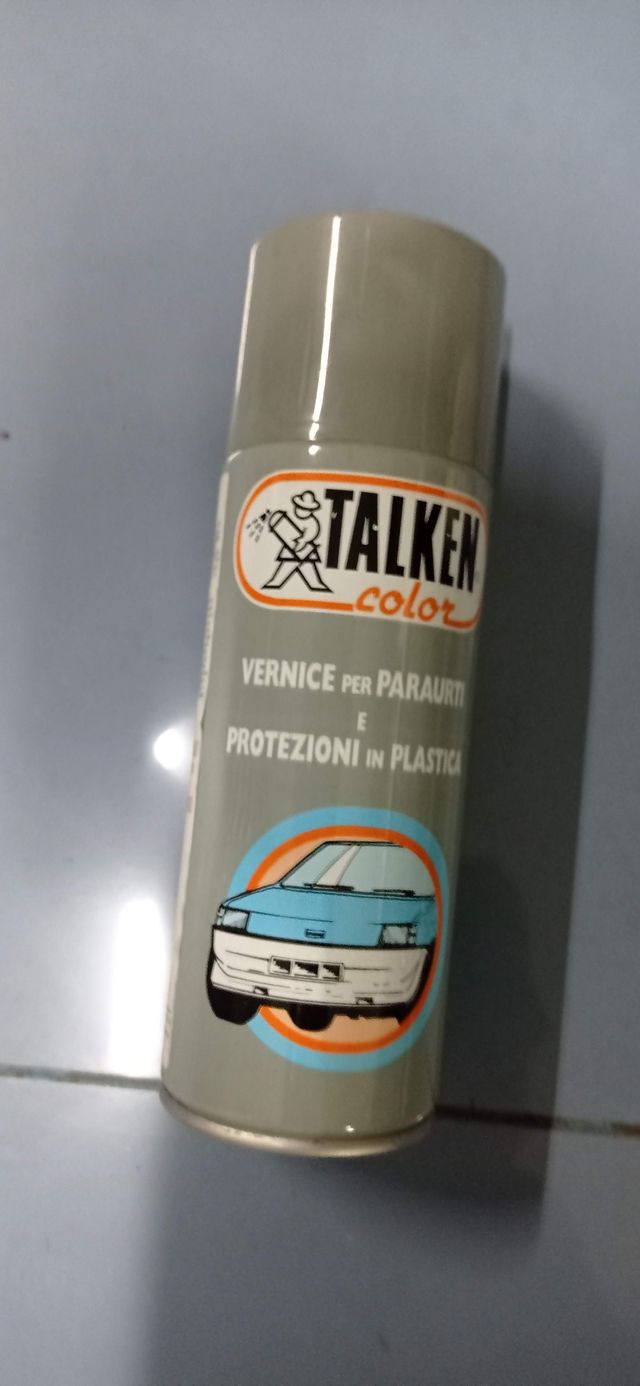 TALKEN
color
VERNICE PER PARAURTI
E
PROTEZIONI IN PLASTICA